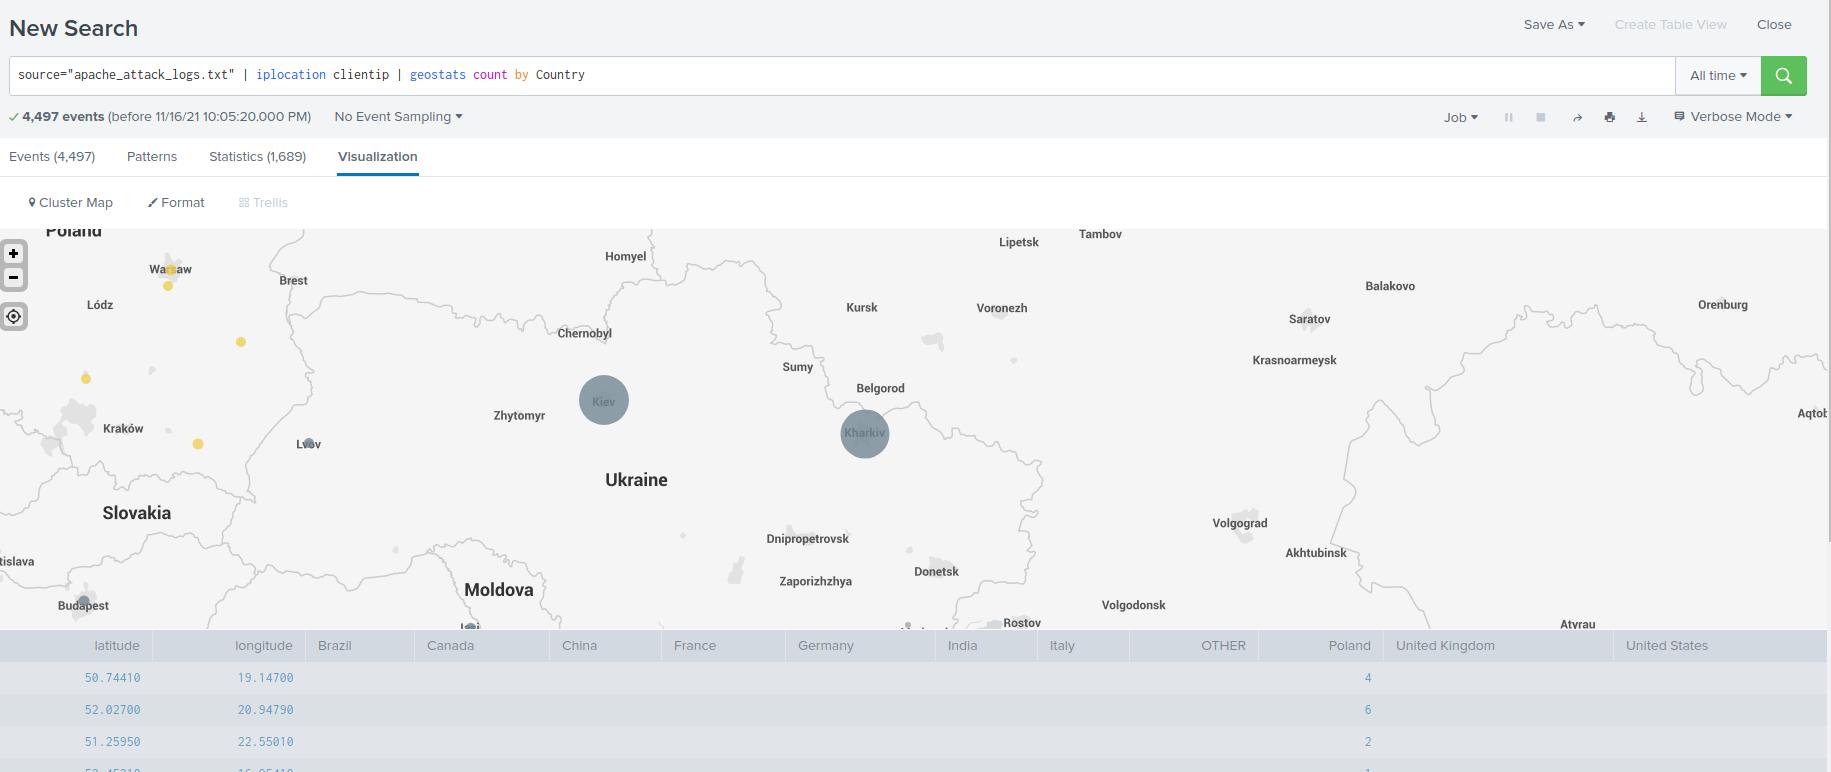 New Search
Save As Create Table View Close
source="apache_attack_logs.txt" | iplocation clientip | geostats count by Country
All time
4,497 events (before 11/16/21 10:05:20.000 PM) No Event Sampling
Job Verbose Mode
Events (4,497) Patterns Statistics (1,689) Visualization
Cluster Map Format Trellis
Poland
Tambov
Lipetsk
Homyel
Warsaw
Brest
Balakovo
Lódz
Kursk
Voronezh
Orenburg
Saratov
Chernobyl
Krasnoarmeysk
Sumy
Belgorod
Kiev
Zhytomyr
Aqtob
Kraków
Kharkiv
Lvov
Ukraine
Slovakia
Volgograd
Dnipropetrovsk
Akhtubinsk
tislava
Donetsk
Zaporizhzhya
Moldova
Budapest
Volgodonsk
Rostov
Atyrau
latitude longitude Brazil Canada China France Germany India Italy OTHER Poland United Kingdom United States
50.74410 19.14700 4
52.02700 20.94790 6
51.25950 22.55010 2